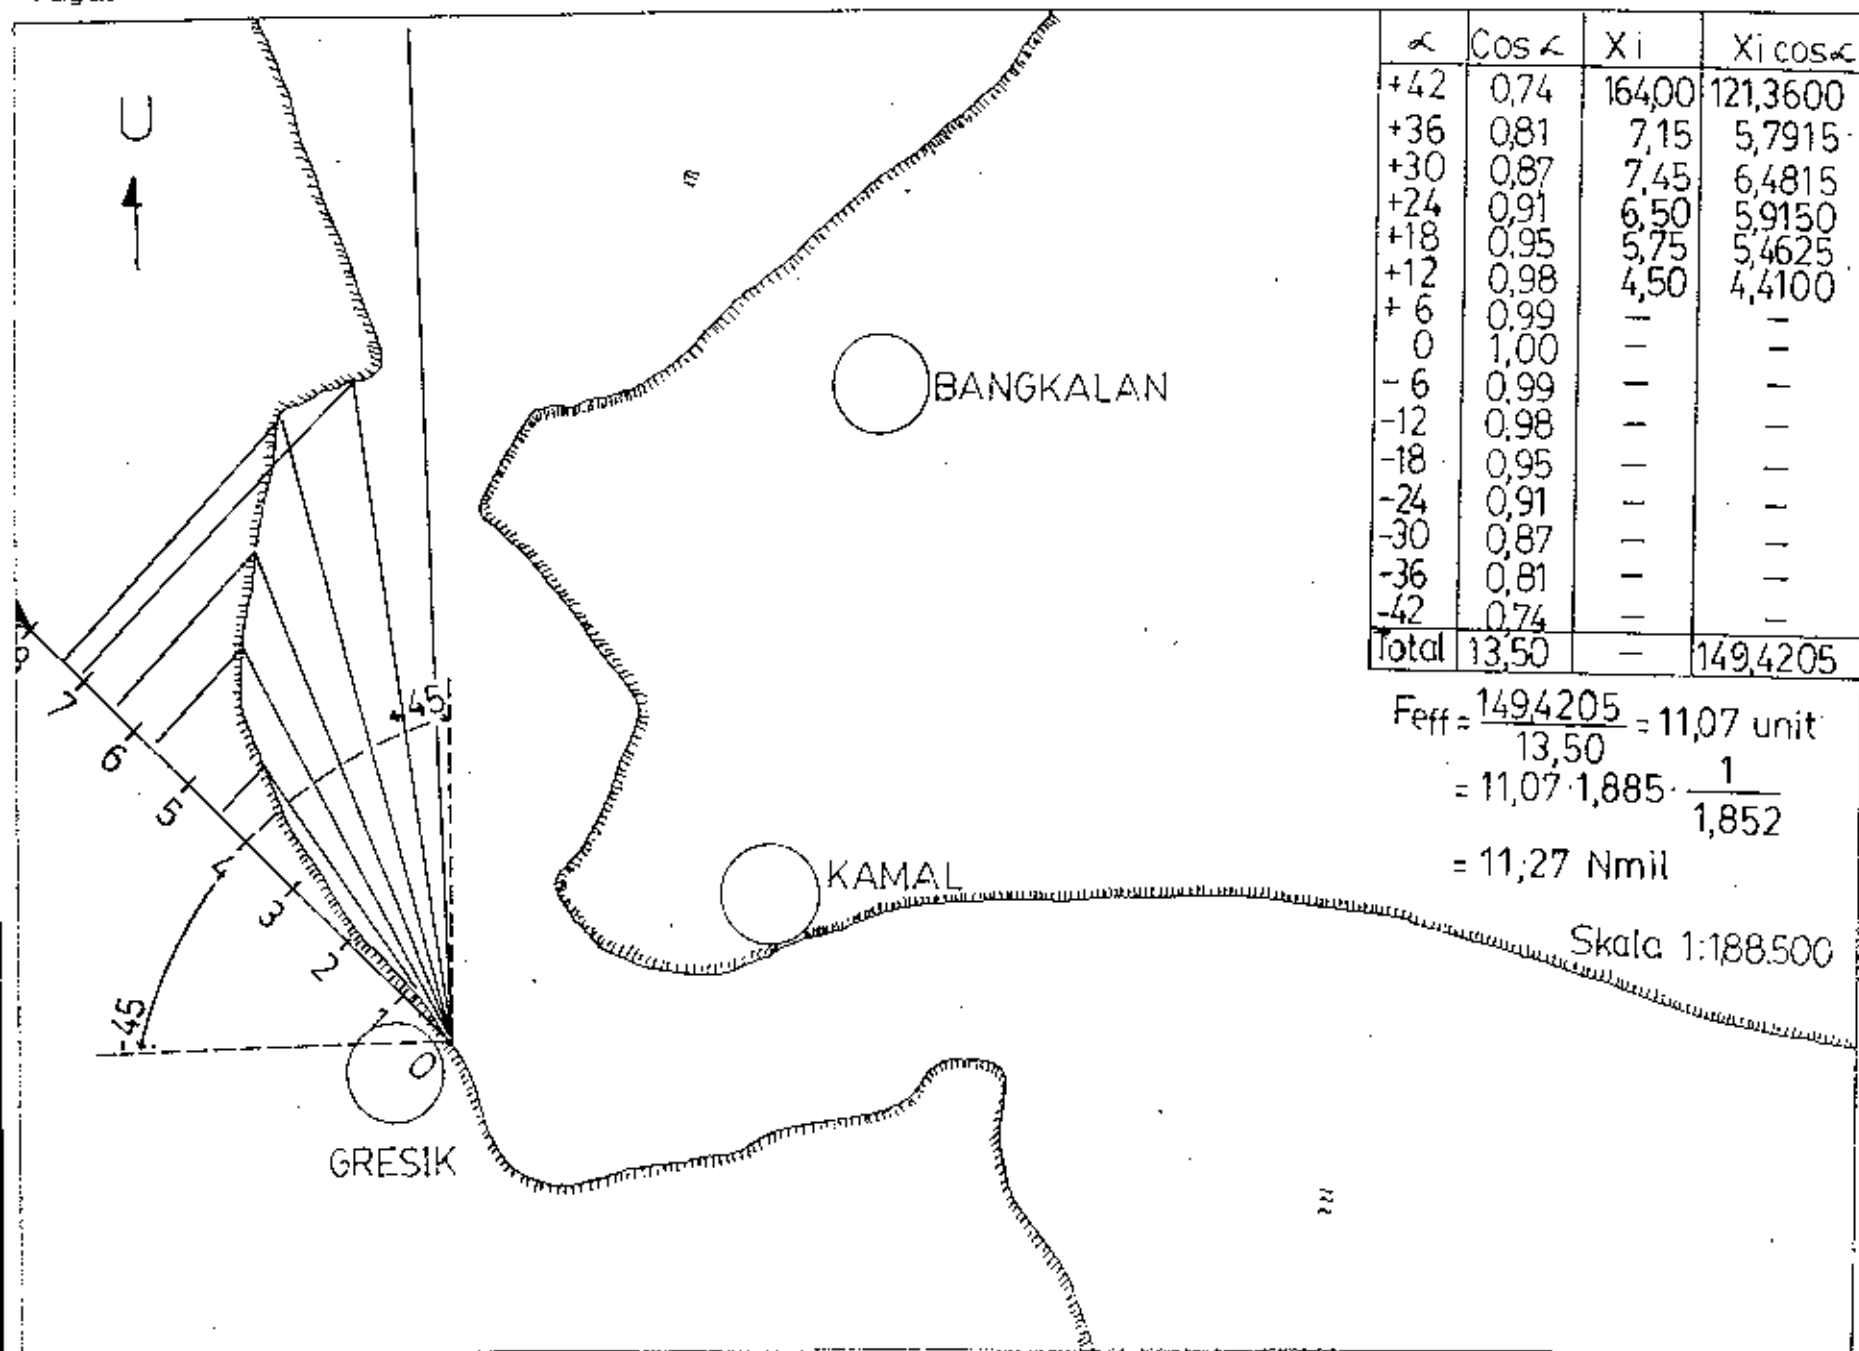 U
∝ Cos ∝ Xi Xi cos∝
+42 0,74 164,00 121,3600
+36 0,81 7,15 5,7915
+30 0,87 7,45 6,4815
+24 0,91 6,50 5,9150
+18 0,95 5,75 5,4625
+12 0,98 4,50 4,4100
+ 6 0,99 — —
0 1,00 — —
- 6 0,99 — —
-12 0,98 — —
-18 0,95 — —
-24 0,91 — —
-30 0,87 — —
-36 0,81 — —
-42 0,74 — —
Total 13,50 — 149,4205
Feff = 149,4205 / 13,50 = 11,07 unit
= 11,07·1,885· 1 / 1,852
= 11,27 Nmil
Skala 1:188.500
BANGKALAN
KAMAL
GRESIK
45
-45
8
7
6
5
4
3
2
1
0